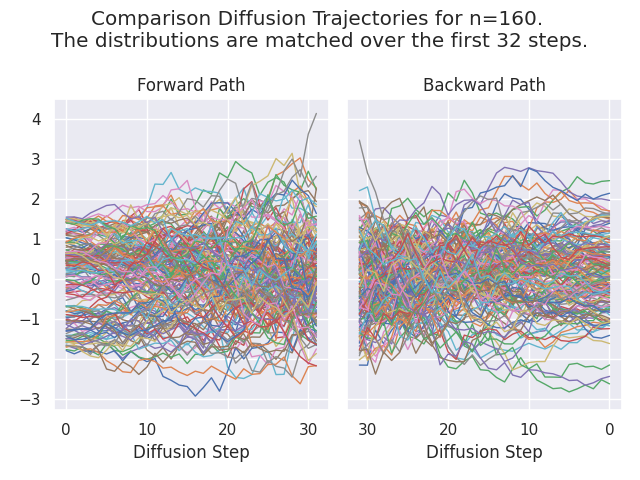 Comparison Diffusion Trajectories for n=160.
The distributions are matched over the first 32 steps.
Forward Path
Backward Path
4
3
2
1
0
−1
−2
−3
0 10 20 30
30 20 10 0
Diffusion Step
Diffusion Step